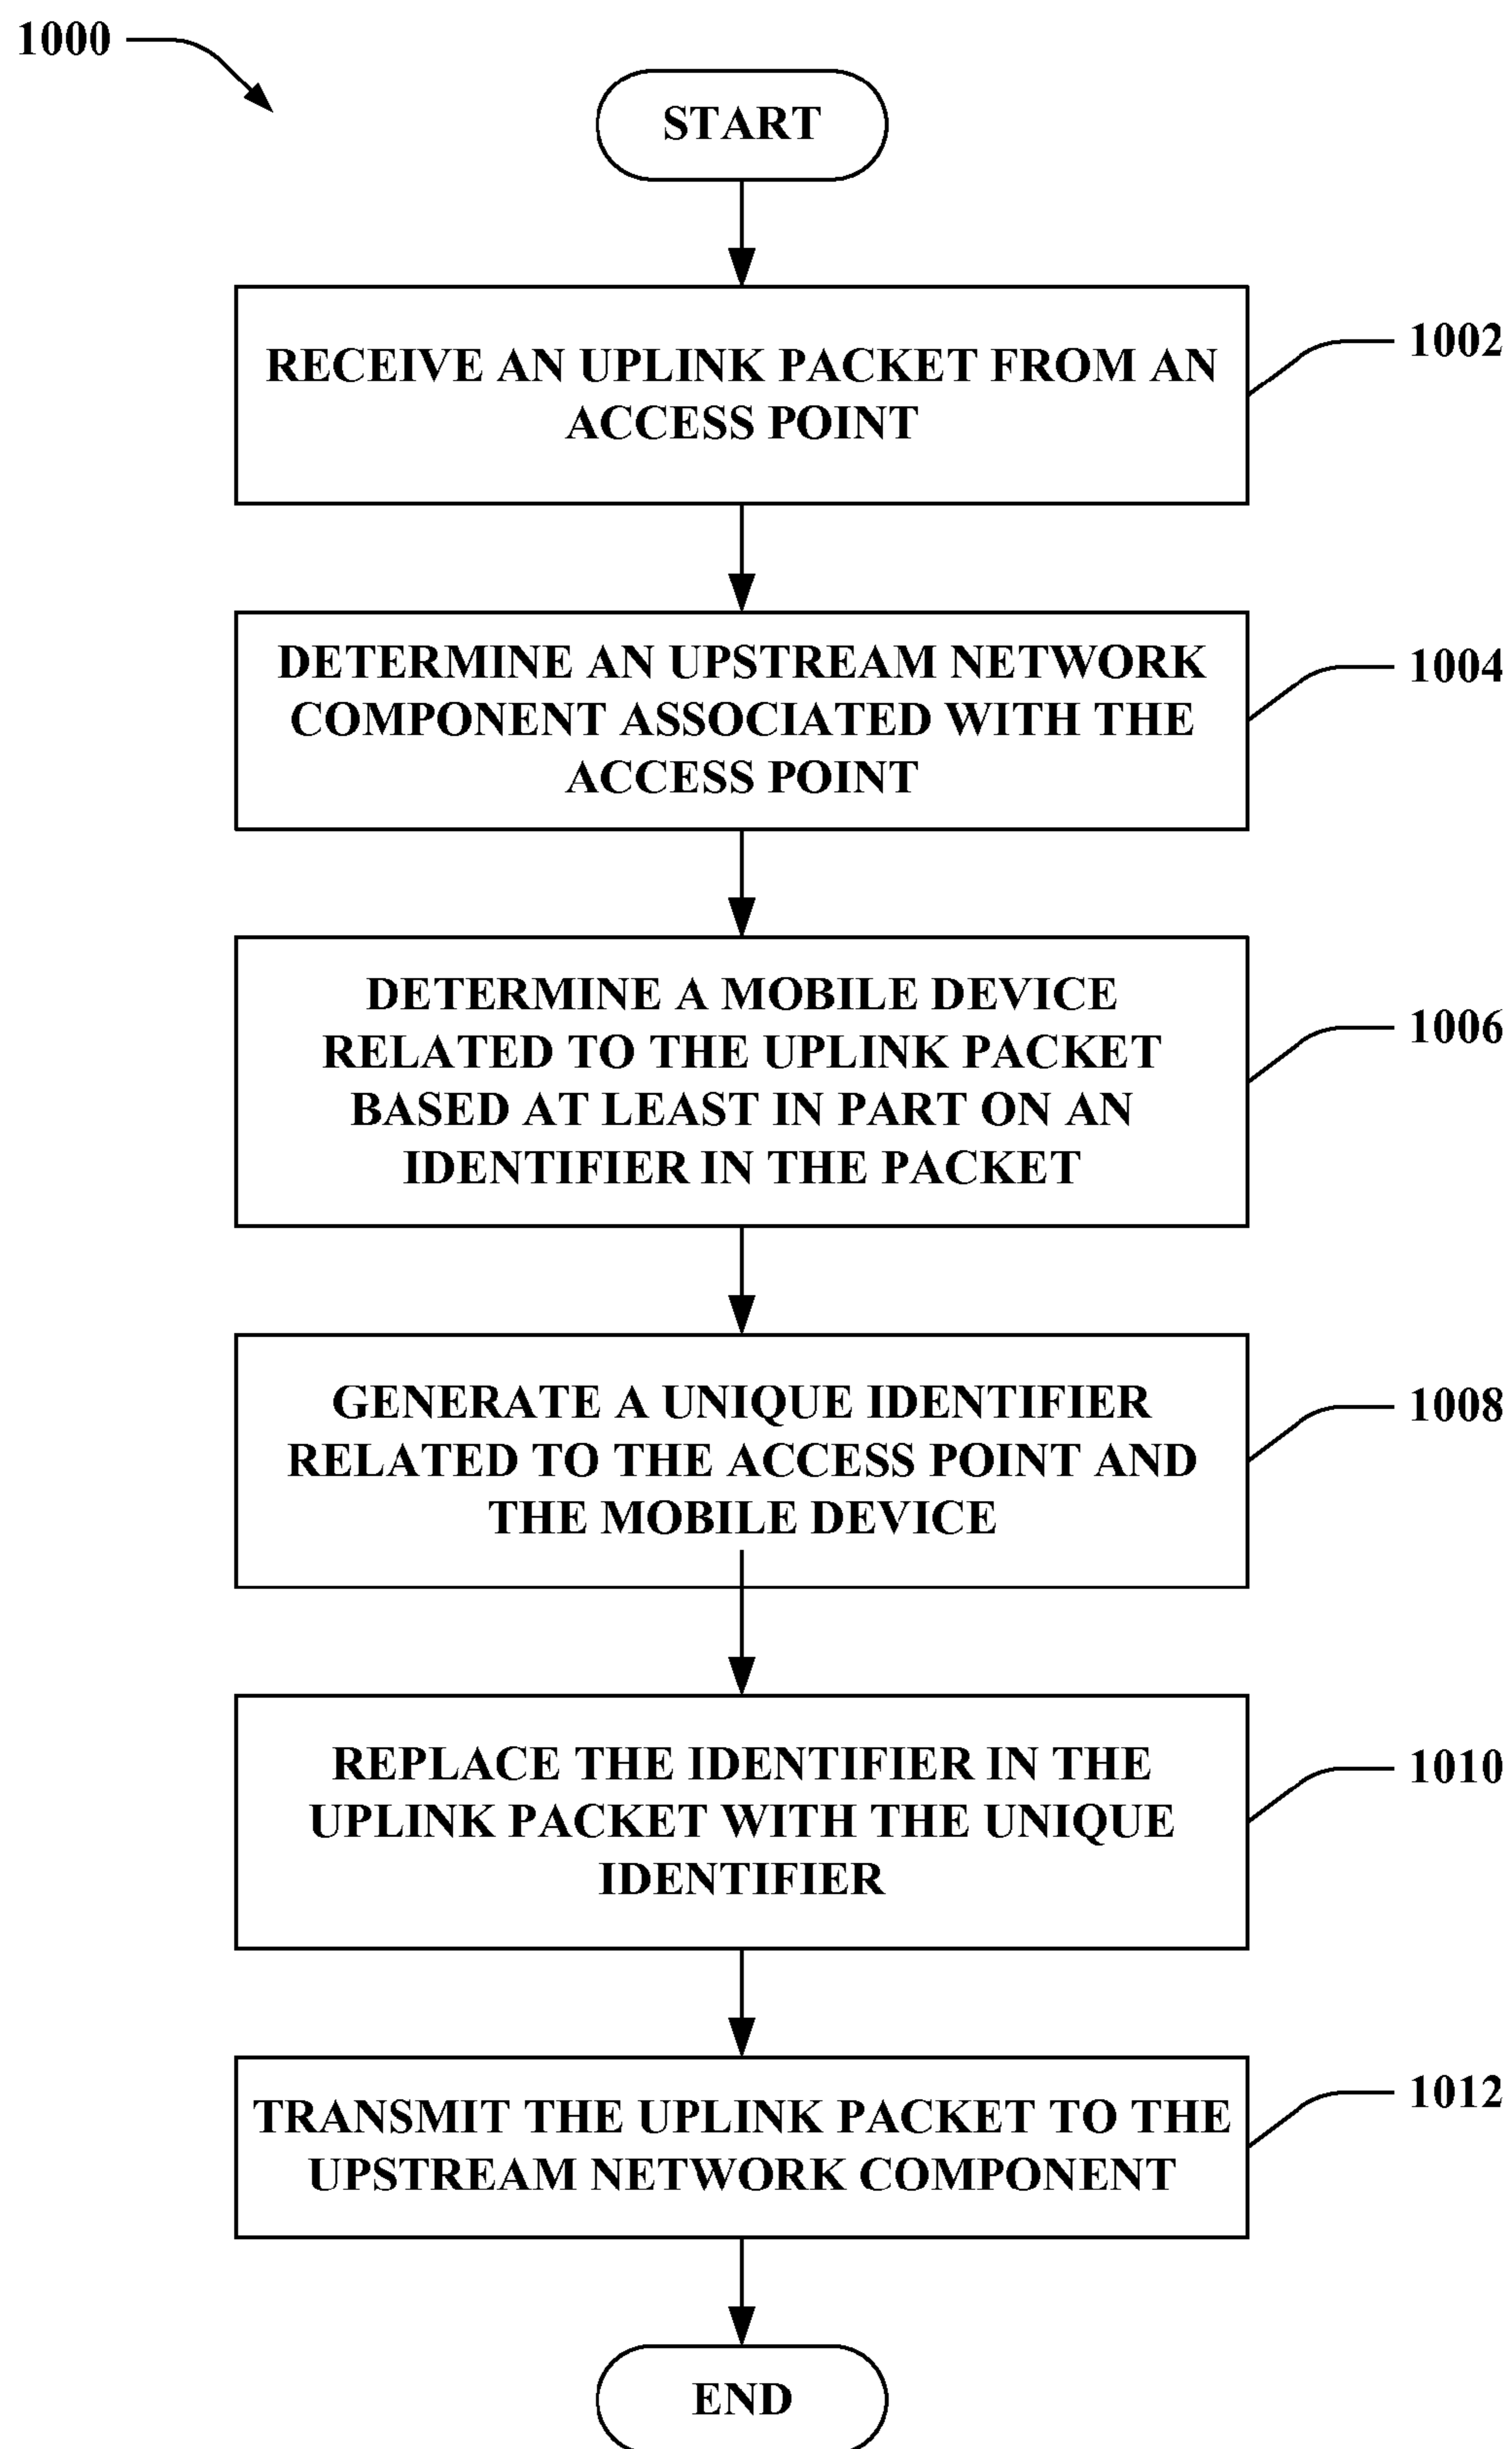 1000
START
RECEIVE AN UPLINK PACKET FROM AN
ACCESS POINT
1002
DETERMINE AN UPSTREAM NETWORK
COMPONENT ASSOCIATED WITH THE
ACCESS POINT
1004
DETERMINE A MOBILE DEVICE
RELATED TO THE UPLINK PACKET
BASED AT LEAST IN PART ON AN
IDENTIFIER IN THE PACKET
1006
GENERATE A UNIQUE IDENTIFIER
RELATED TO THE ACCESS POINT AND
THE MOBILE DEVICE
1008
REPLACE THE IDENTIFIER IN THE
UPLINK PACKET WITH THE UNIQUE
IDENTIFIER
1010
TRANSMIT THE UPLINK PACKET TO THE
UPSTREAM NETWORK COMPONENT
1012
END